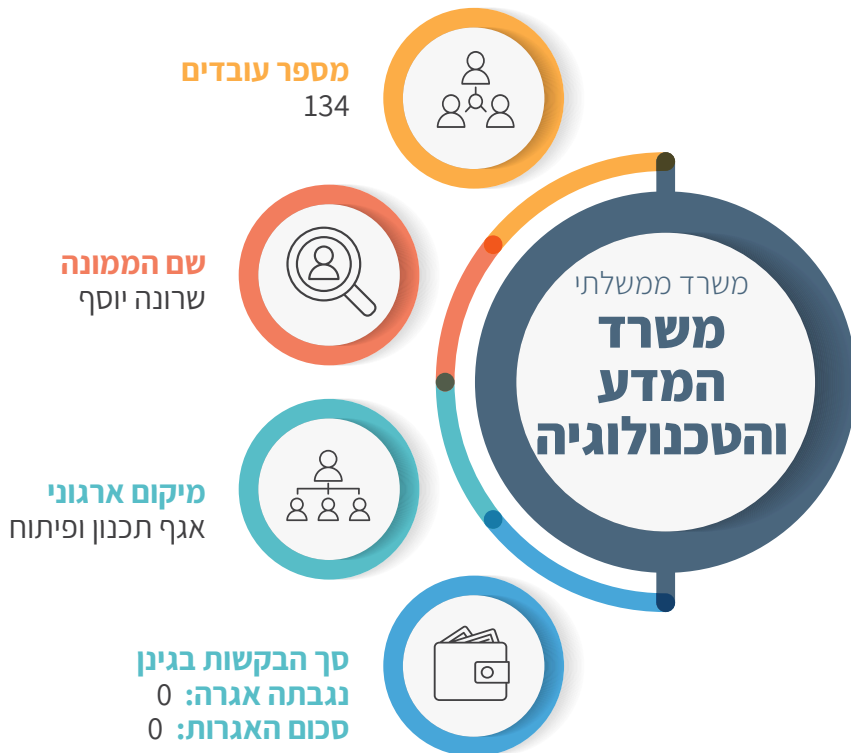 משרד ממשלתי
משרד
המדע
והטכנולוגיה
מספר עובדים
134
שם הממונה
שרונה יוסף
מיקום ארגוני
אגף תכנון ופיתוח
סך הבקשות בגינן
נגבתה אגרה: 0
סכום האגרות: 0